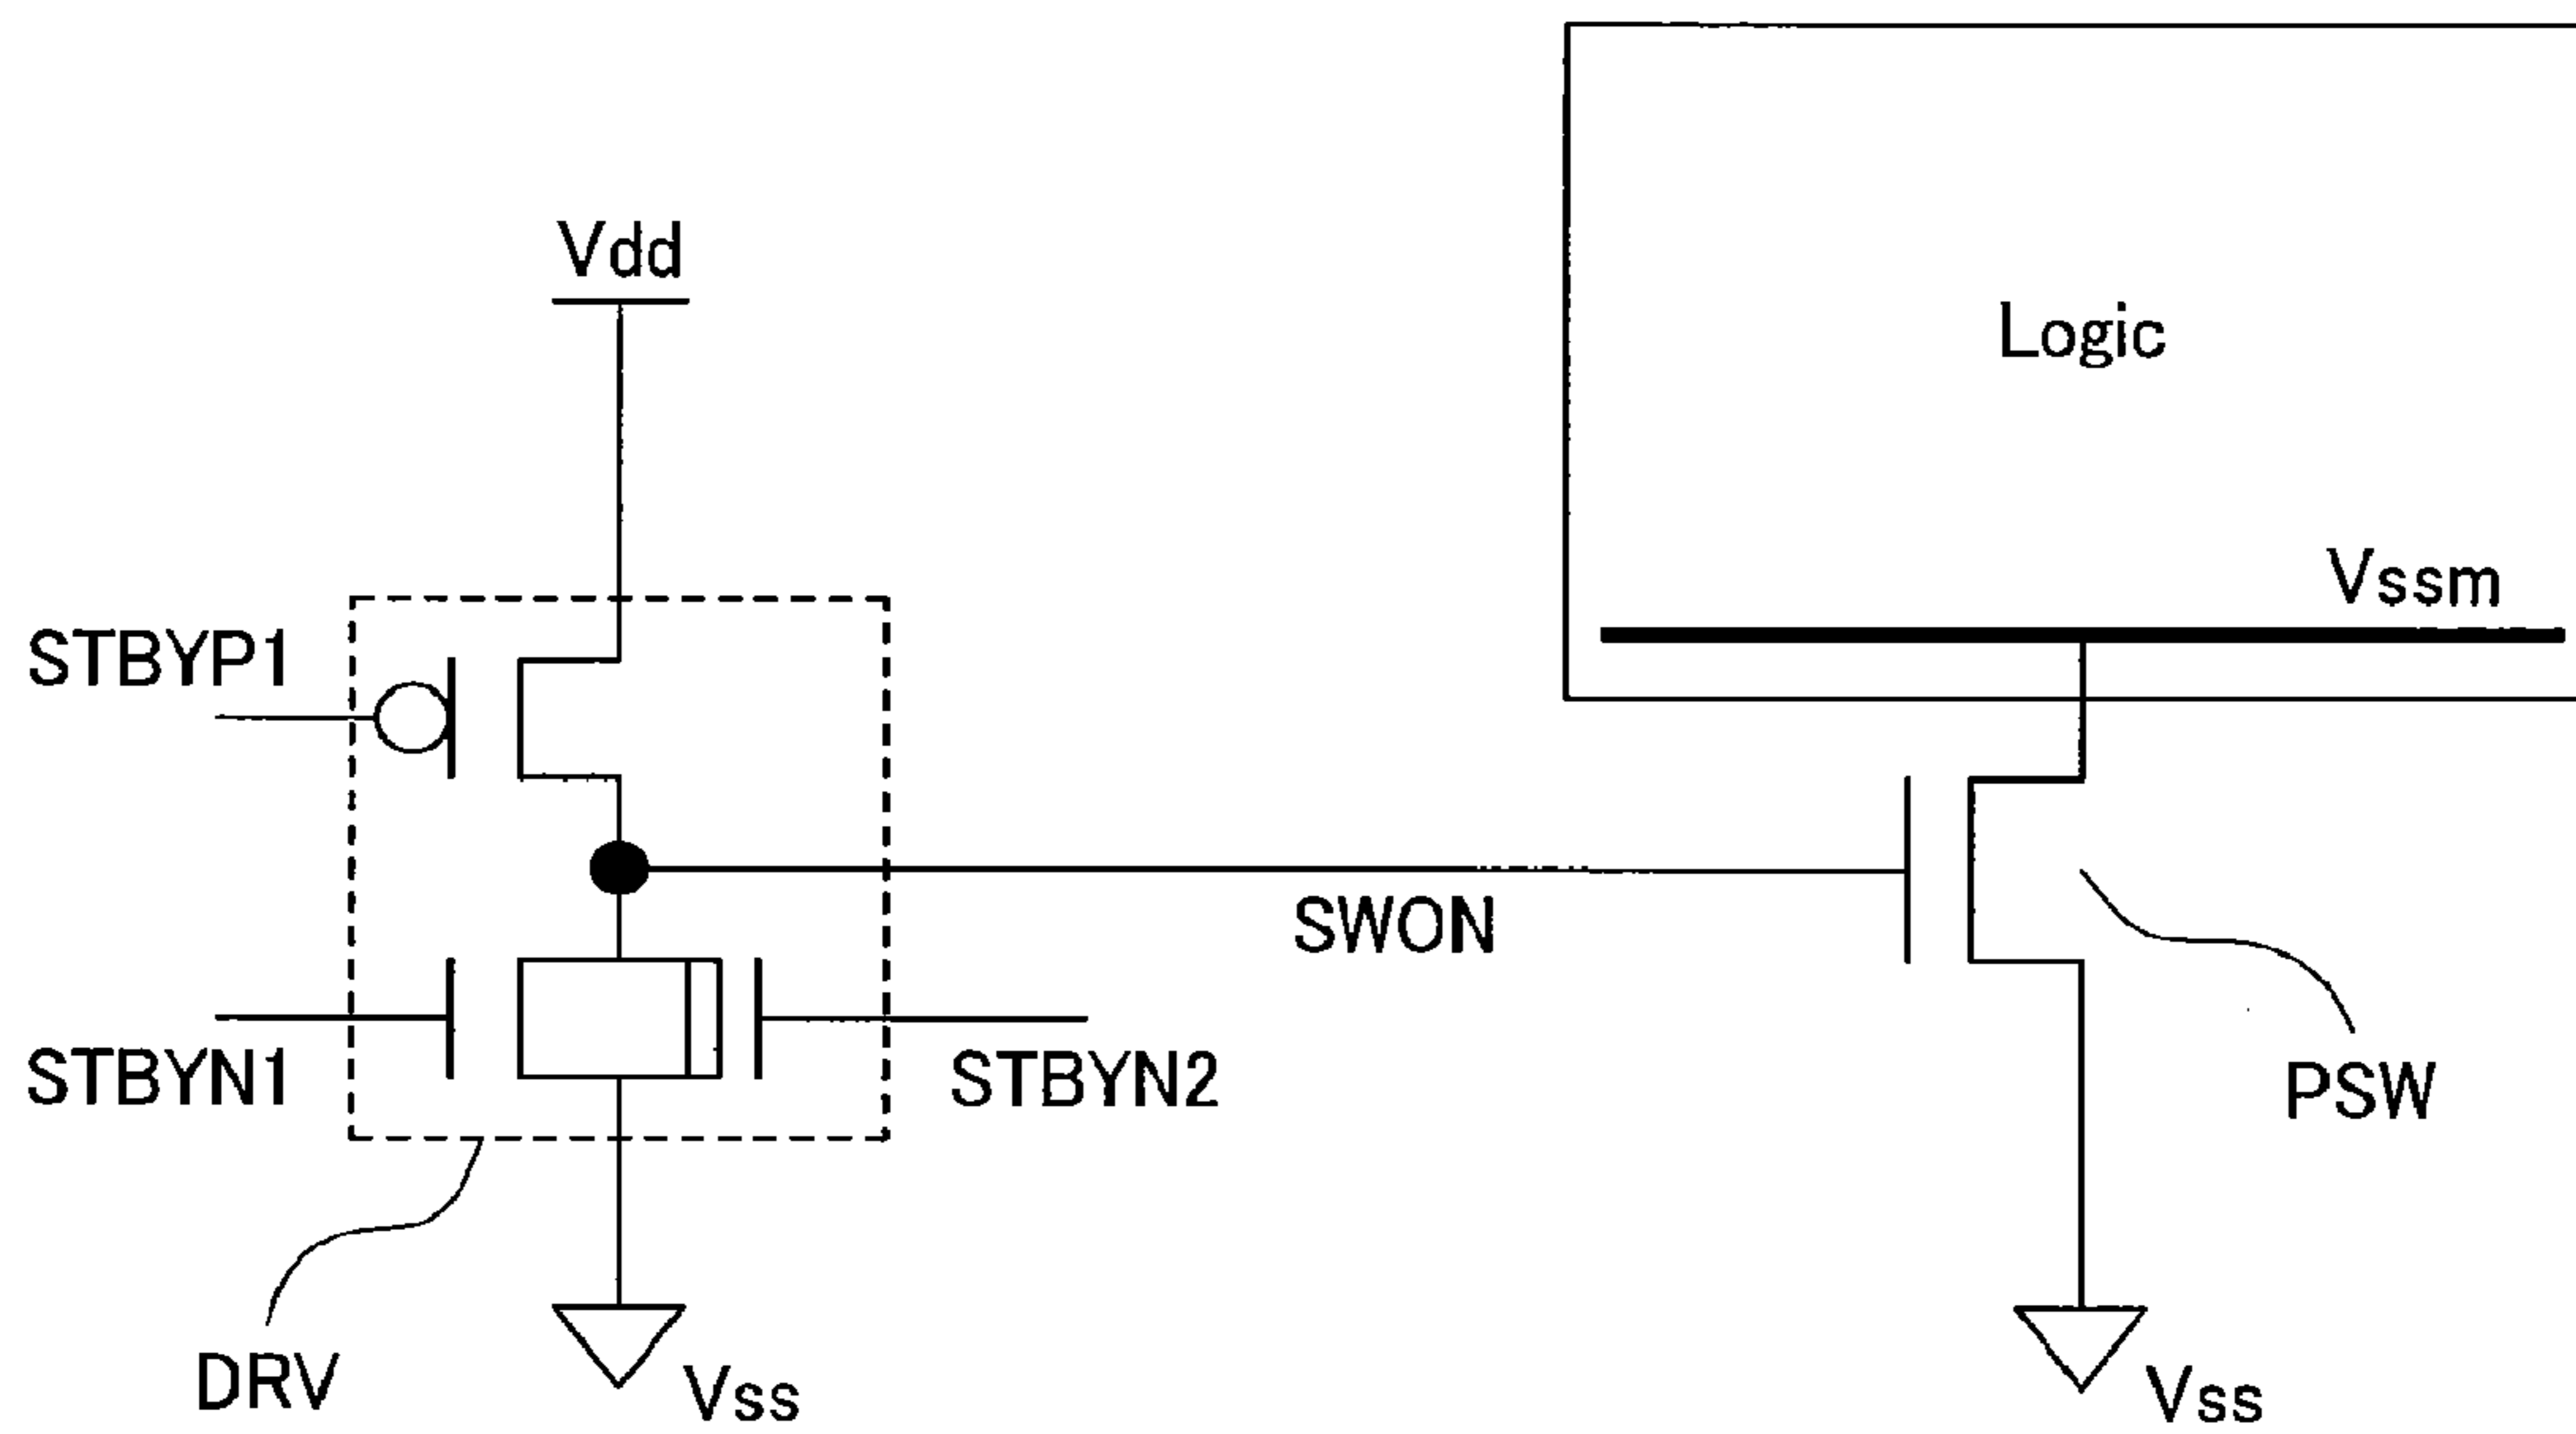 Vdd
Logic
Vssm
STBYP1
SWON
STBYN1
STBYN2
PSW
DRV
Vss
Vss